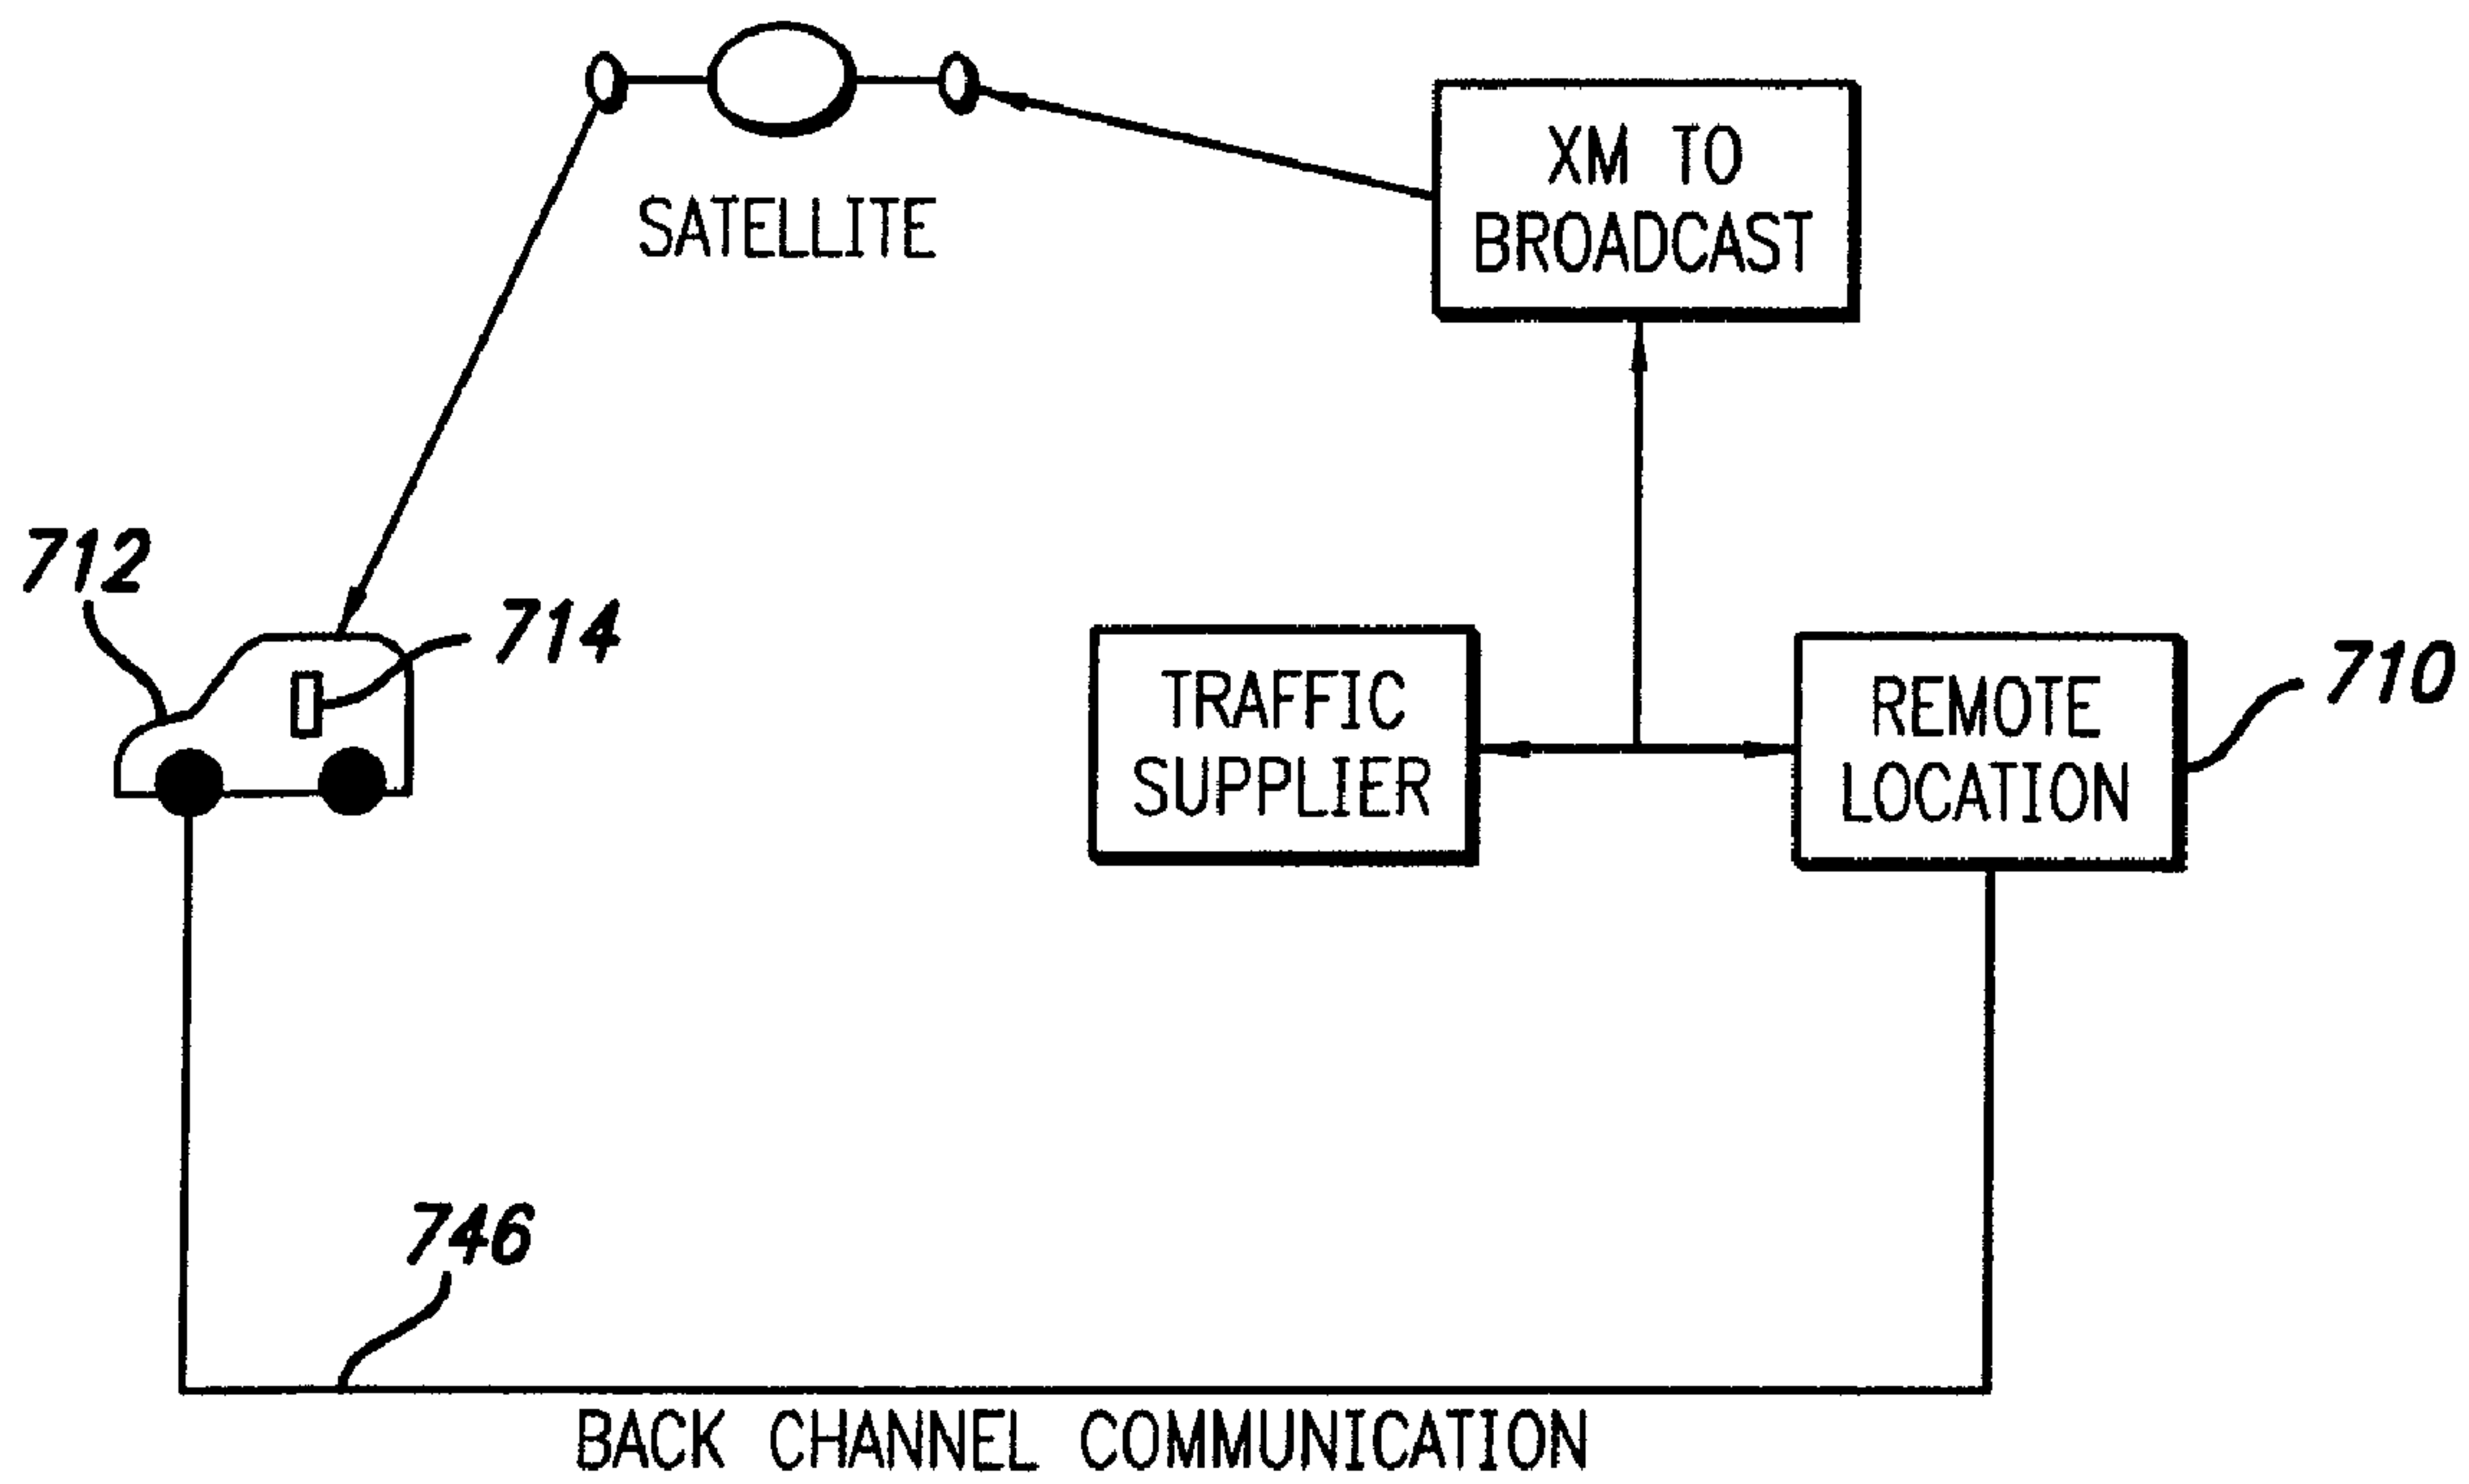 XM TO
BROADCAST
SATELLITE
712
714
TRAFFIC
SUPPLIER
REMOTE
LOCATION
710
746
BACK CHANNEL COMMUNICATION